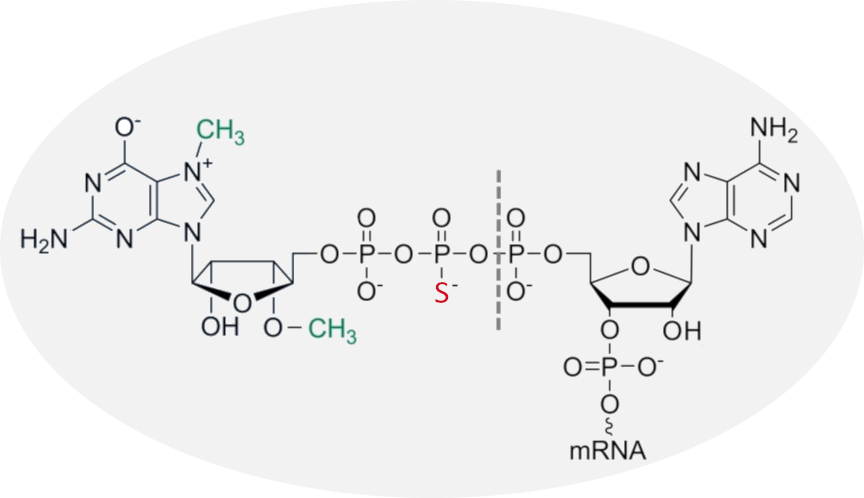 O⁻ CH₃ NH₂
N N⁺ N N
H₂N N N N N
O O O
O P O P O P O O
O⁻ S⁻ O⁻
O
OH O–CH₃ O OH
O=P–O⁻
O
mRNA